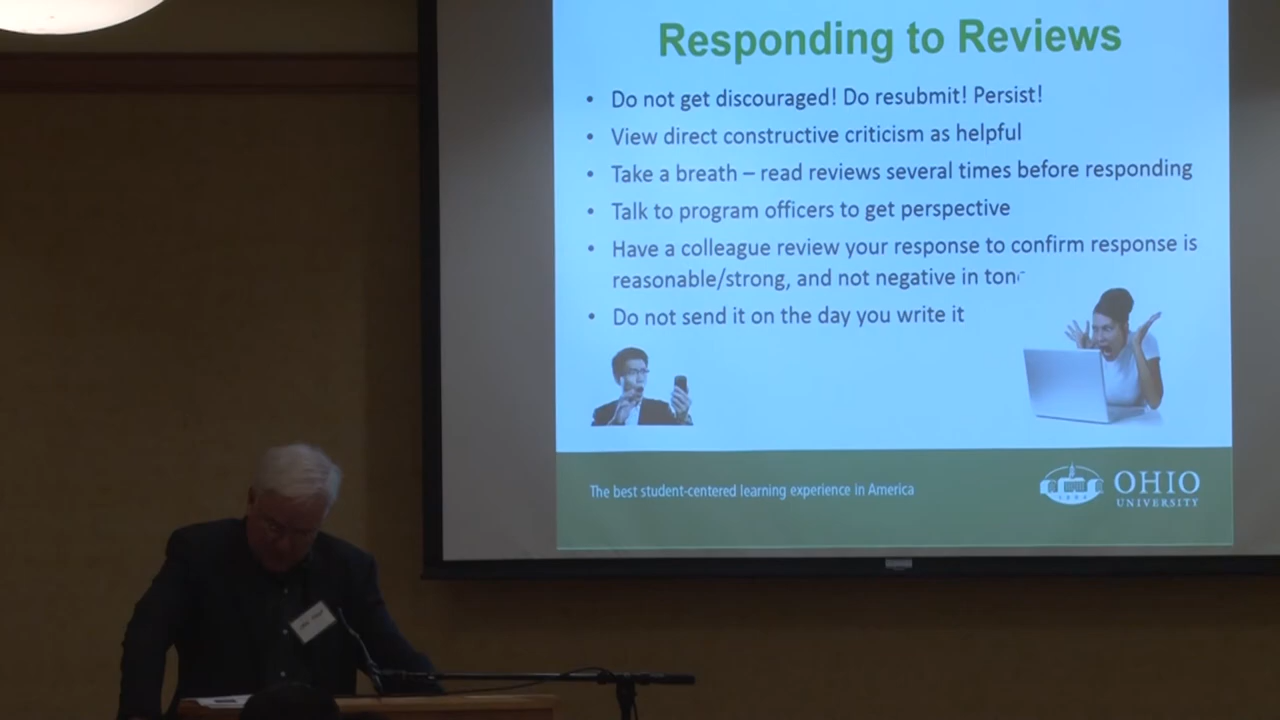 Responding to Reviews
• Do not get discouraged! Do resubmit! Persist!
• View direct constructive criticism as helpful
• Take a breath – read reviews several times before responding
• Talk to program officers to get perspective
• Have a colleague review your response to confirm response is
reasonable/strong, and not negative in ton
• Do not send it on the day you write it
The best student-centered learning experience in America
OHIO
UNIVERSITY